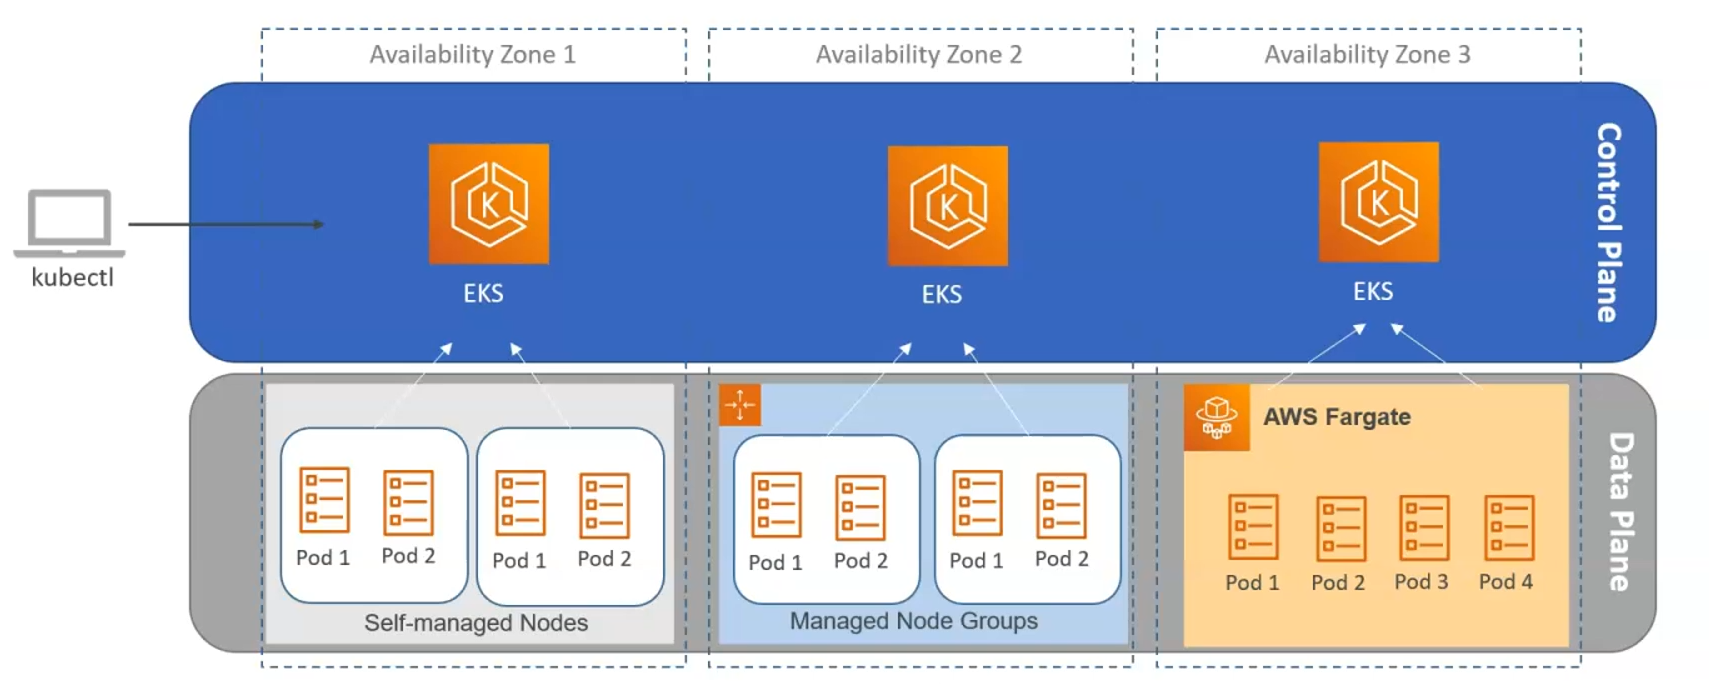 Availability Zone 1
Availability Zone 2
Availability Zone 3
Control Plane
K
K
K
kubectl
EKS
EKS
EKS
AWS Fargate
Data Plane
Pod 1
Pod 2
Pod 1
Pod 2
Pod 1
Pod 2
Pod 1
Pod 2
Pod 1
Pod 2
Pod 3
Pod 4
Self-managed Nodes
Managed Node Groups